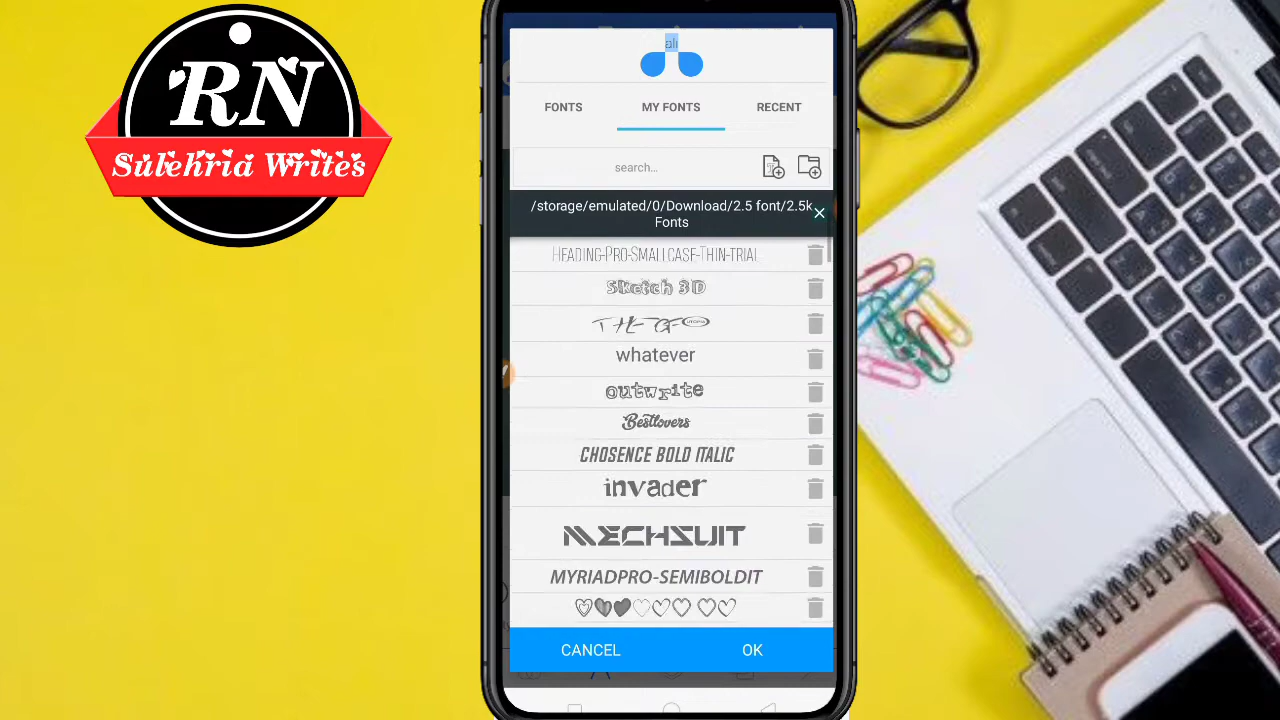 RN
Sulehria Writes
ali
FONTS
MY FONTS
RECENT
search...
/storage/emulated/0/Download/2.5 font/2.5k
Fonts
HEADING-PRO-SMALLCASE-THIN-TRIAL
Sketch 3D
whatever
outwrite
Bestlovers
CHOSENCE BOLD ITALIC
invader
MECHSUIT
MYRIADPRO-SEMIBOLDIT
CANCEL
OK